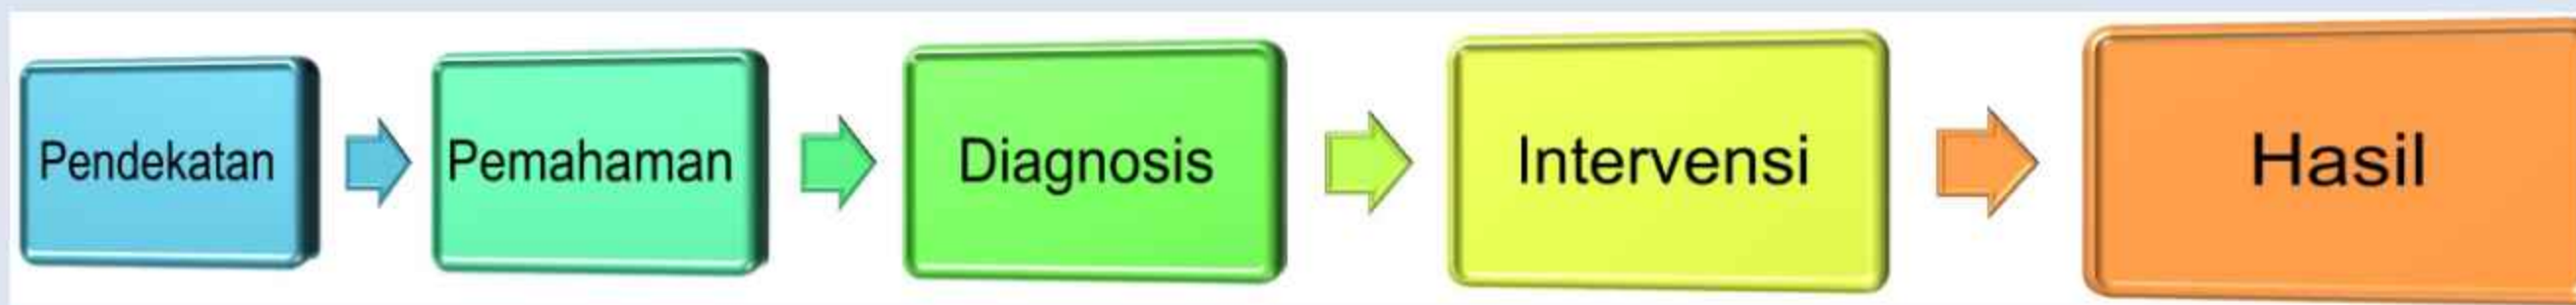 Pendekatan
Pemahaman
Diagnosis
Intervensi
Hasil